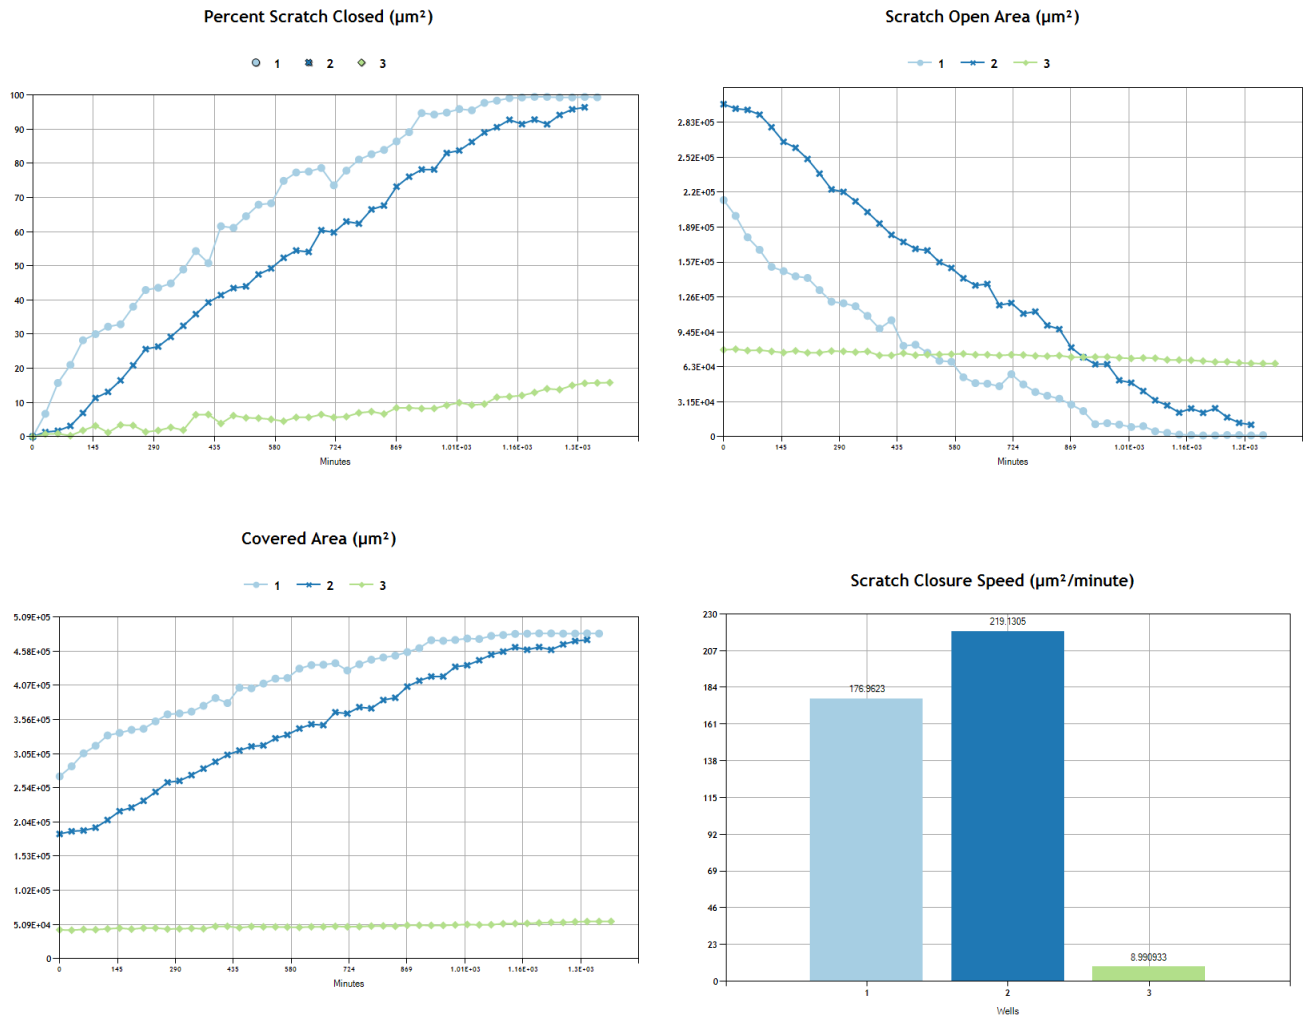 Percent Scratch Closed (µm²)
1 2 3
100
90
80
70
60
50
40
30
20
10
0
0 145 290 435 580 724 869 1,01E+03 1,16E+03 1,3E+03
Minutes
Scratch Open Area (µm²)
1 2 3
2,83E+05
2,52E+05
2,2E+05
1,89E+05
1,57E+05
1,26E+05
9,45E+04
6,3E+04
3,15E+04
0
0 145 290 435 580 724 869 1,01E+03 1,16E+03 1,3E+03
Minutes
Covered Area (µm²)
1 2 3
5,09E+05
4,58E+05
4,07E+05
3,56E+05
3,05E+05
2,54E+05
2,04E+05
1,53E+05
1,02E+05
5,09E+04
0
0 145 290 435 580 724 869 1,01E+03 1,16E+03 1,3E+03
Minutes
Scratch Closure Speed (µm²/minute)
230
207
184
161
138
115
92
69
46
23
0
176,9623
219,1305
8,990933
1 2 3
Wells